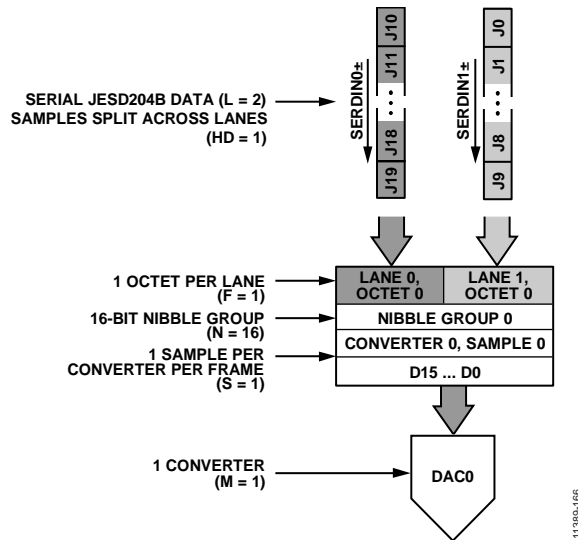 SERIAL JESD204B DATA (L = 2)
SAMPLES SPLIT ACROSS LANES
(HD = 1)
SERDIN0±
J10
J11
J18
J19
SERDIN1±
J0
J1
J8
J9
1 OCTET PER LANE
(F = 1)
LANE 0,
OCTET 0
LANE 1,
OCTET 0
16-BIT NIBBLE GROUP
(N = 16)
NIBBLE GROUP 0
1 SAMPLE PER
CONVERTER PER FRAME
(S = 1)
CONVERTER 0, SAMPLE 0
D15 ... D0
1 CONVERTER
(M = 1)
DAC0
11389-166